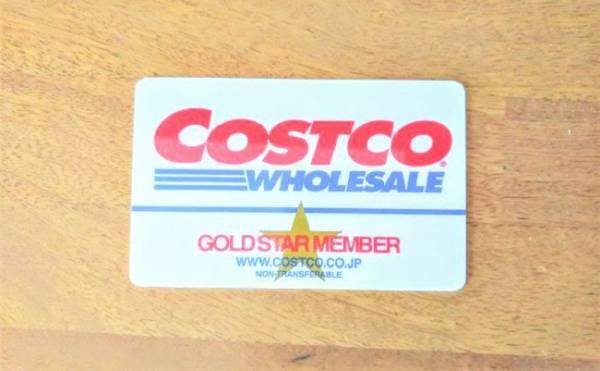 COSTCO®
WHOLESALE
GOLD STAR MEMBER
WWW.COSTCO.CO.JP
NON-TRANSFERABLE